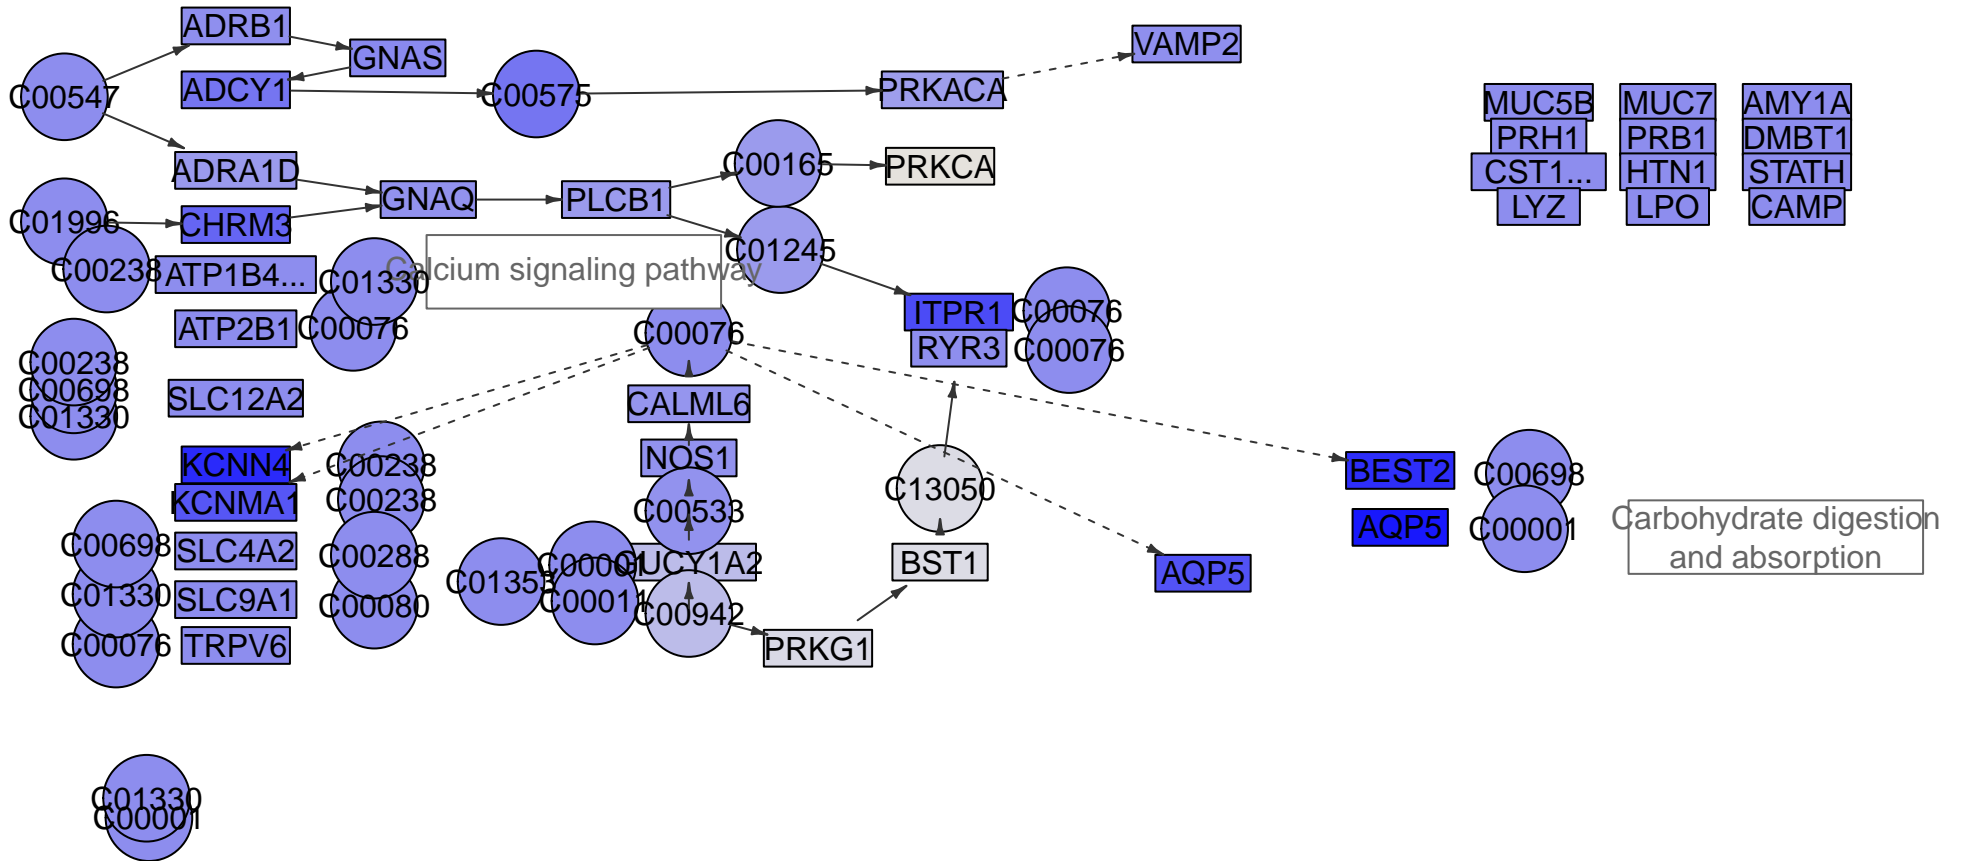 ADRB1
GNAS
VAMP2
C00547
ADCY1
C00575
PRKACA
MUC5B MUC7 AMY1A
PRH1 PRB1 DMBT1
CST1... HTN1 STATH
LYZ LPO CAMP
ADRA1D
C00165
PRKCA
GNAQ
PLCB1
C01996
CHRM3
C01245
C00238
ATP1B4...
C01330
Calcium signaling pathway
ATP2B1
C00076
C00076
ITPR1
C00076
RYR3
C00076
C00238
C00698
C01330
SLC12A2
CALML6
KCNN4
C00238
NOS1
BEST2
C00698
KCNMA1
C00238
C00533
C13050
AQP5
C00001
Carbohydrate digestion
and absorption
C00698
SLC4A2
C00288
C01353
C00001
GUCY1A2
BST1
AQP5
C01330
SLC9A1
C00080
C00011
C00942
C00076
TRPV6
PRKG1
C01330
C00001